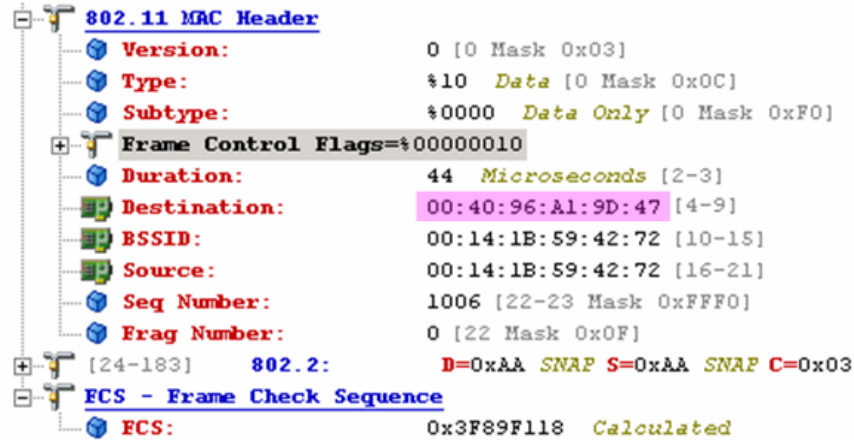 802.11 MAC Header
Version: 0 [0 Mask 0x03]
Type: %10 Data [0 Mask 0x0C]
Subtype: %0000 Data Only [0 Mask 0xF0]
Frame Control Flags=%00000010
Duration: 44 Microseconds [2-3]
Destination: 00:40:96:A1:9D:47 [4-9]
BSSID: 00:14:1B:59:42:72 [10-15]
Source: 00:14:1B:59:42:72 [16-21]
Seq Number: 1006 [22-23 Mask 0xFFF0]
Frag Number: 0 [22 Mask 0x0F]
[24-183] 802.2: D=0xAA SNAP S=0xAA SNAP C=0x03
FCS - Frame Check Sequence
FCS: 0x3F89F118 Calculated